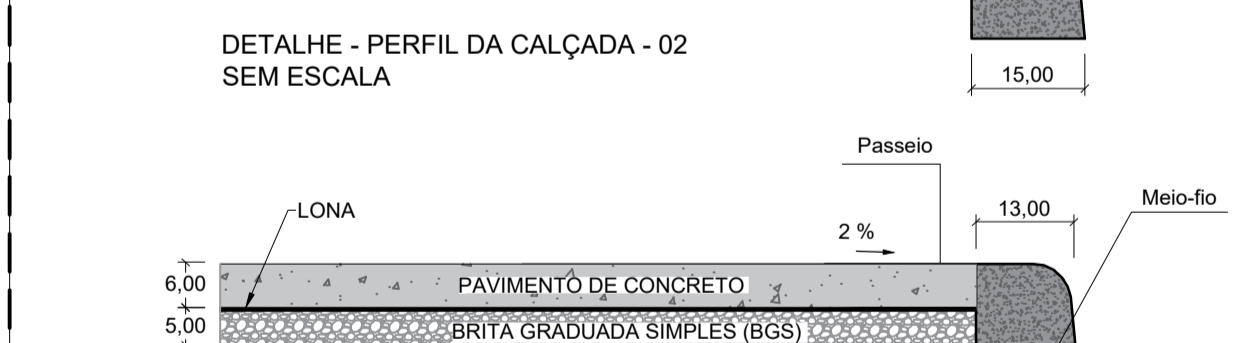 DETALHE - PERFIL DA CALÇADA - 02
SEM ESCALA
15,00
Passeio
Meio-fio
LONA
13,00
2 %
6,00
PAVIMENTO DE CONCRETO
5,00
BRITA GRADUADA SIMPLES (BGS)